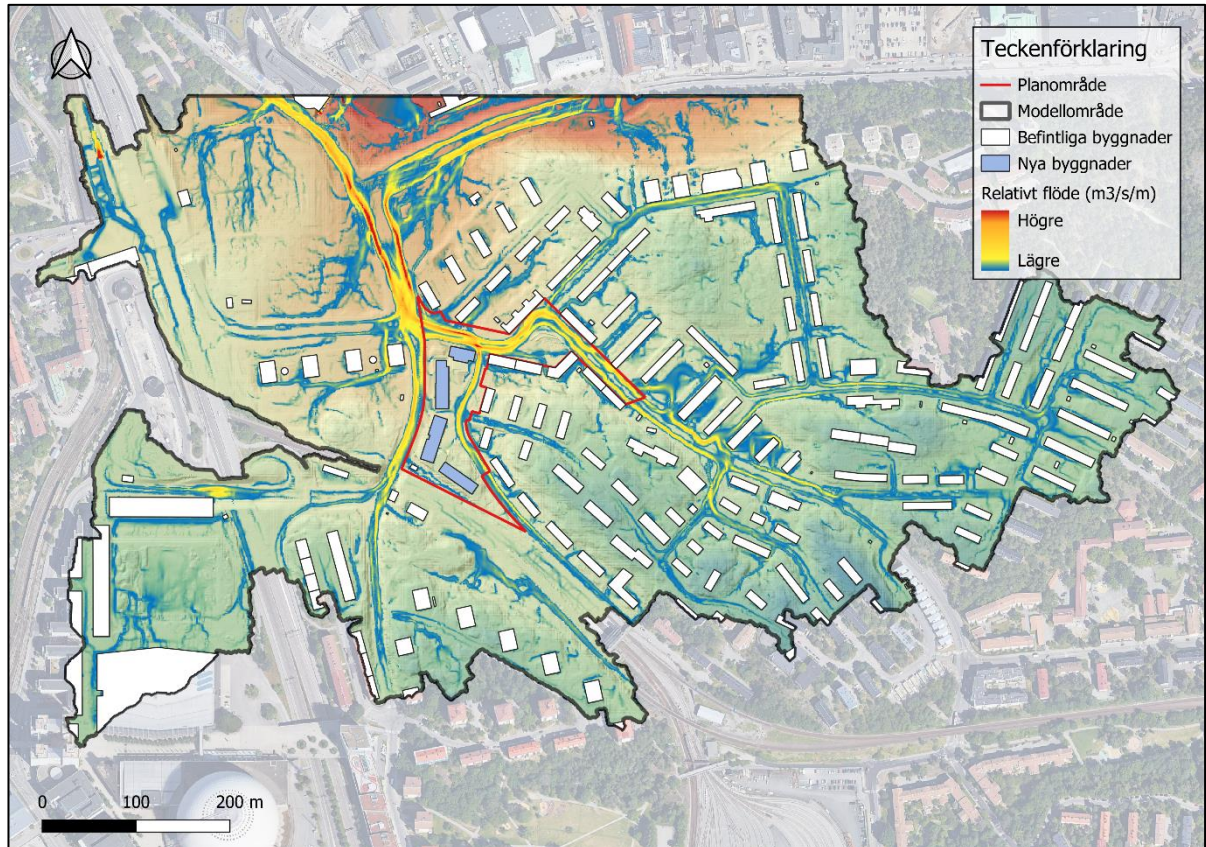 Teckenförklaring
Planområde
Modellområde
Befintliga byggnader
Nya byggnader
Relativt flöde (m3/s/m)
Högre
Lägre
0 100 200 m